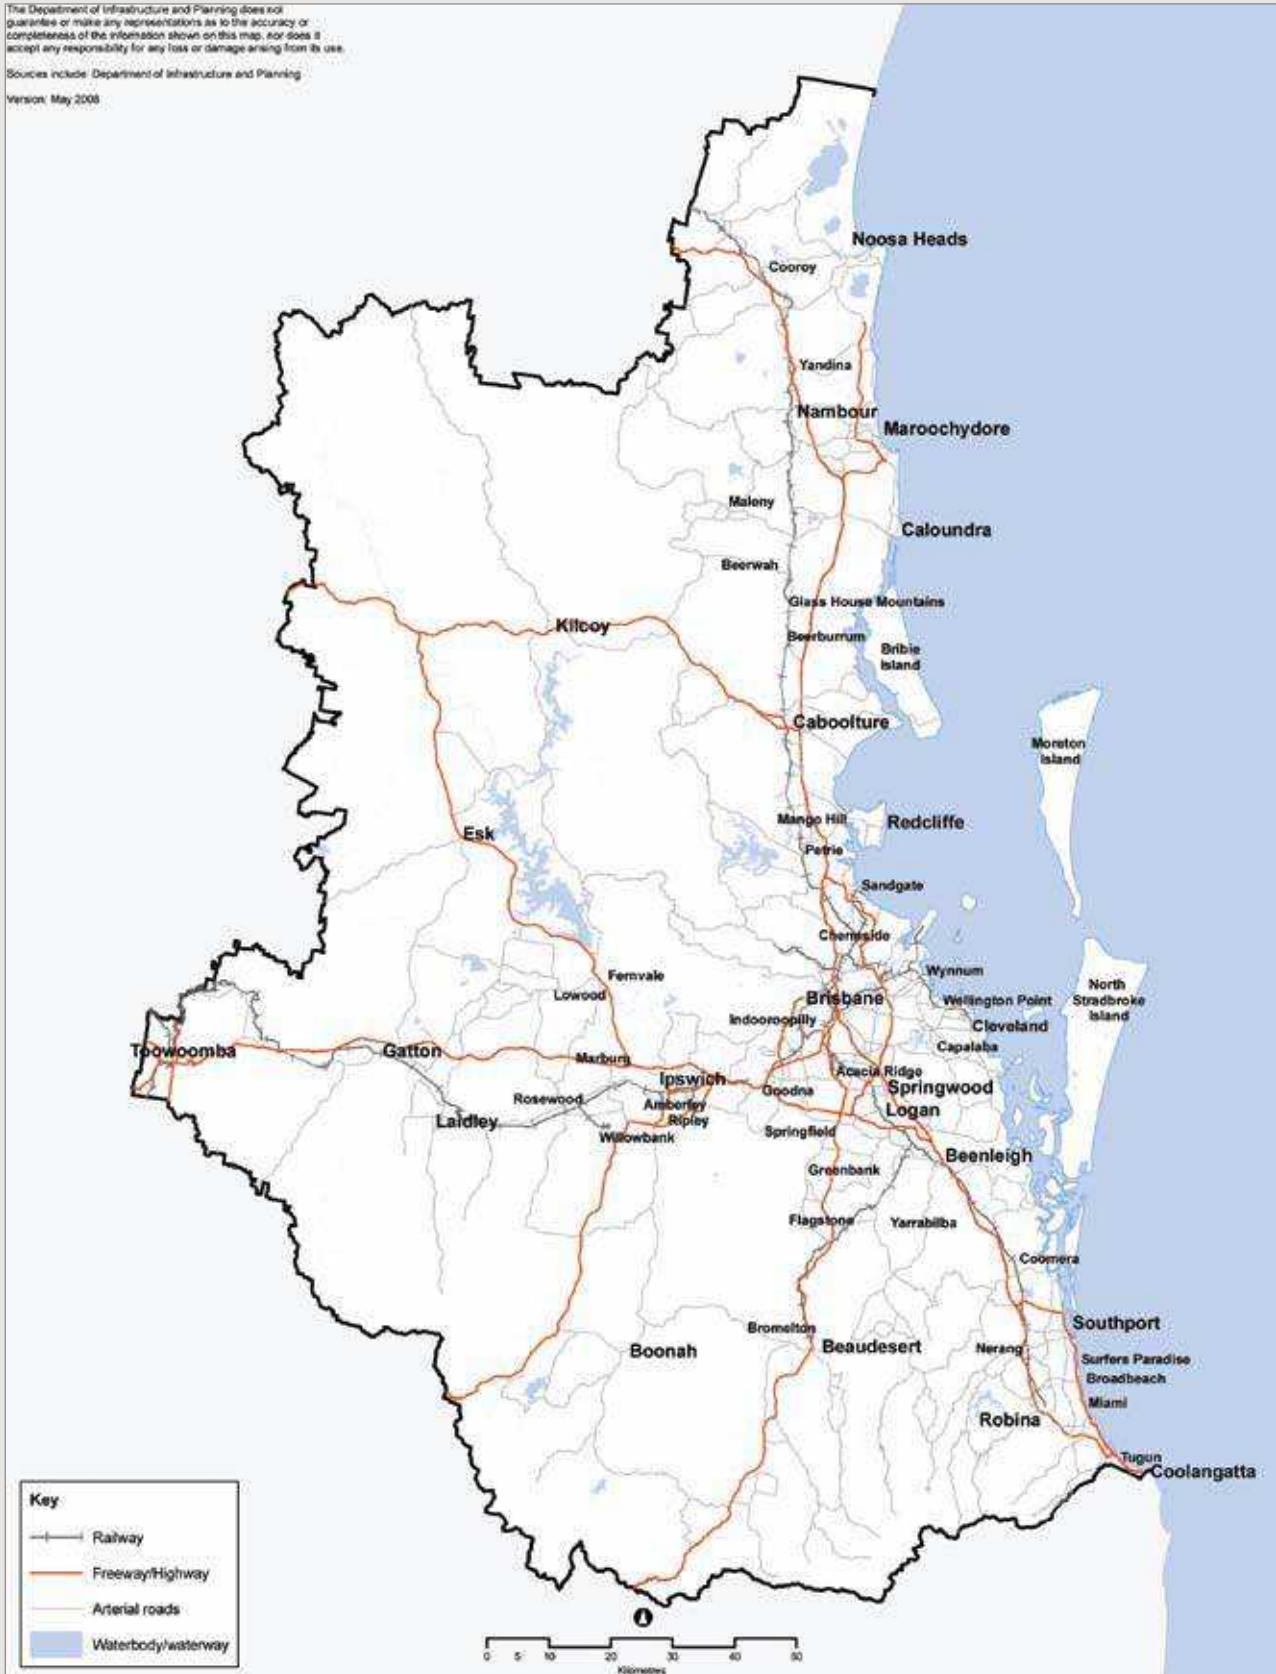 The Department of Infrastructure and Planning does not
guarantee or make any representations as to the accuracy or
completeness of the information shown on this map, nor does it
accept any responsibility for any loss or damage arising from its use.
Sources include: Department of Infrastructure and Planning
Version: May 2008
Noosa Heads
Cooroy
Yandina
Nambour
Maroochydore
Maleny
Caloundra
Beerwah
Glass House Mountains
Kilcoy
Beerburrum
Bribie
Island
Caboolture
Moreton
Island
Mango Hill
Redcliffe
Esk
Petrie
Sandgate
Chermside
Wynnum
Fernvale
Lowood
Brisbane
Wellington Point
North
Stradbroke
Island
Indooroopilly
Cleveland
Capalaba
Toowoomba
Gatton
Marburg
Ipswich
Acacia Ridge
Goodna
Springwood
Rosewood
Amberley
Logan
Laidley
Ripley
Willowbank
Springfield
Beenleigh
Greenbank
Flagstone
Yarrabilba
Coomera
Bromelton
Southport
Boonah
Beaudesert
Nerang
Surfers Paradise
Broadbeach
Miami
Robina
Tugun
Coolangatta
Key
Railway
Freeway/Highway
Arterial roads
Waterbody/waterway
0 5 10 20 30 40 50
Kilometres